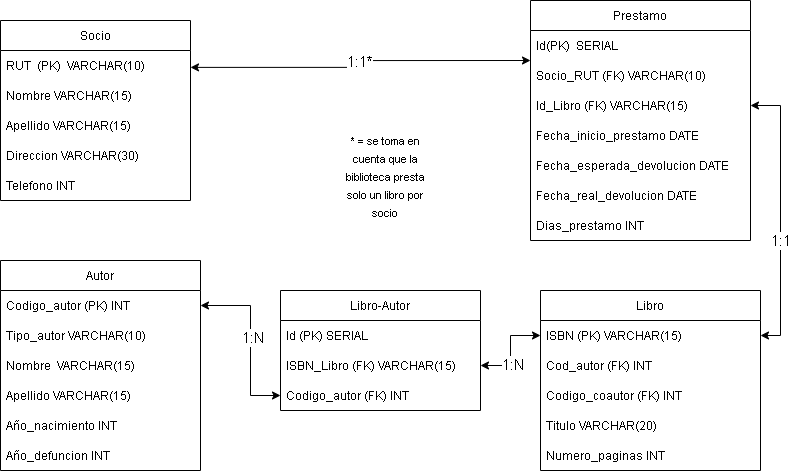 Socio
RUT (PK) VARCHAR(10)
Nombre VARCHAR(15)
Apellido VARCHAR(15)
Direccion VARCHAR(30)
Telefono INT
1:1*
* = se toma en
cuenta que la
biblioteca presta
solo un libro por
socio
Prestamo
Id(PK) SERIAL
Socio_RUT (FK) VARCHAR(10)
Id_Libro (FK) VARCHAR(15)
Fecha_inicio_prestamo DATE
Fecha_esperada_devolucion DATE
Fecha_real_devolucion DATE
Dias_prestamo INT
1:1
Autor
Codigo_autor (PK) INT
Tipo_autor VARCHAR(10)
Nombre VARCHAR(15)
Apellido VARCHAR(15)
Año_nacimiento INT
Año_defuncion INT
1:N
Libro-Autor
Id (PK) SERIAL
ISBN_Libro (FK) VARCHAR(15)
Codigo_autor (FK) INT
1:N
Libro
ISBN (PK) VARCHAR(15)
Cod_autor (FK) INT
Codigo_coautor (FK) INT
Titulo VARCHAR(20)
Numero_paginas INT